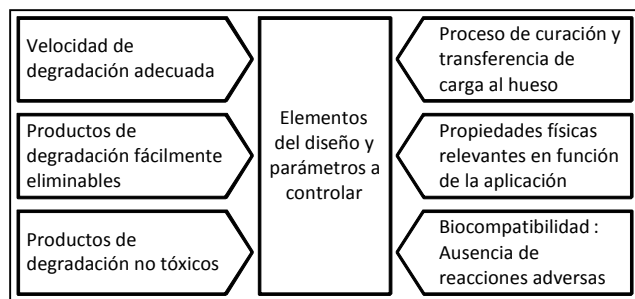 Velocidad de
degradación adecuada
Productos de
degradación fácilmente
eliminables
Productos de
degradación no tóxicos
Elementos
del diseño y
parámetros a
controlar
Proceso de curación y
transferencia de
carga al hueso
Propiedades físicas
relevantes en función
de la aplicación
Biocompatibilidad :
Ausencia de
reacciones adversas